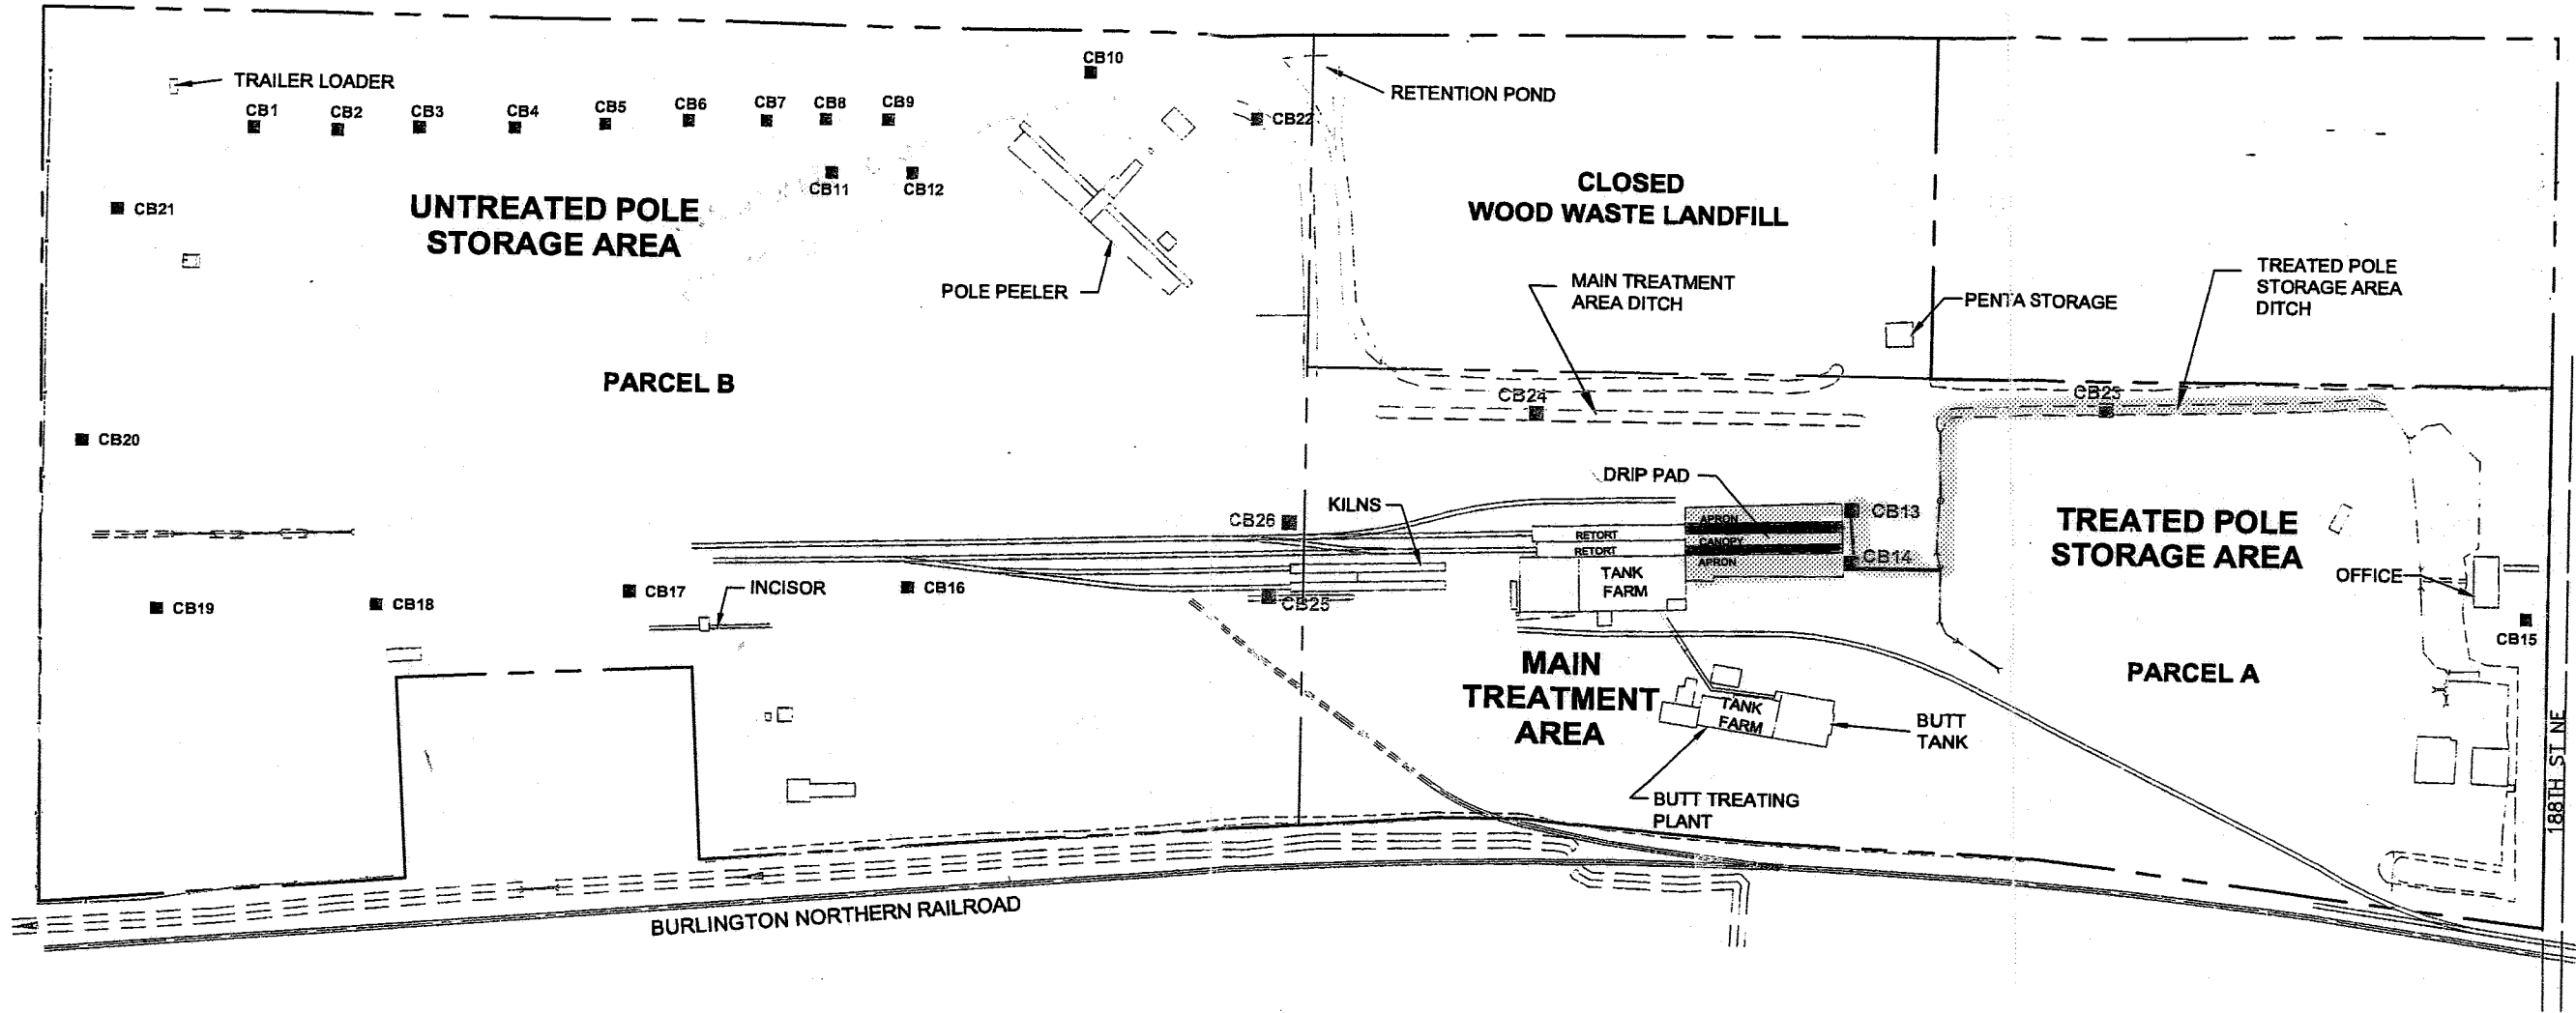 CB10
TRAILER LOADER
RETENTION POND
CB1
CB2
CB3
CB4
CB5
CB6
CB7
CB8
CB9
CB22
CB11
CB12
CLOSED
WOOD WASTE LANDFILL
CB21
UNTREATED POLE
STORAGE AREA
POLE PEELER
MAIN TREATMENT
AREA DITCH
PENTA STORAGE
TREATED POLE
STORAGE AREA
DITCH
PARCEL B
CB24
CB23
CB20
DRIP PAD
KILNS
CB26
CB13
APRON
RETORT
CANOPY
RETORT
APRON
CB14
TREATED POLE
STORAGE AREA
TANK
FARM
OFFICE
CB19
CB18
CB17
INCISOR
CB16
CB25
CB15
MAIN
TREATMENT
AREA
PARCEL A
TANK
FARM
BUTT
TANK
BUTT TREATING
PLANT
188TH ST NE
BURLINGTON NORTHERN RAILROAD